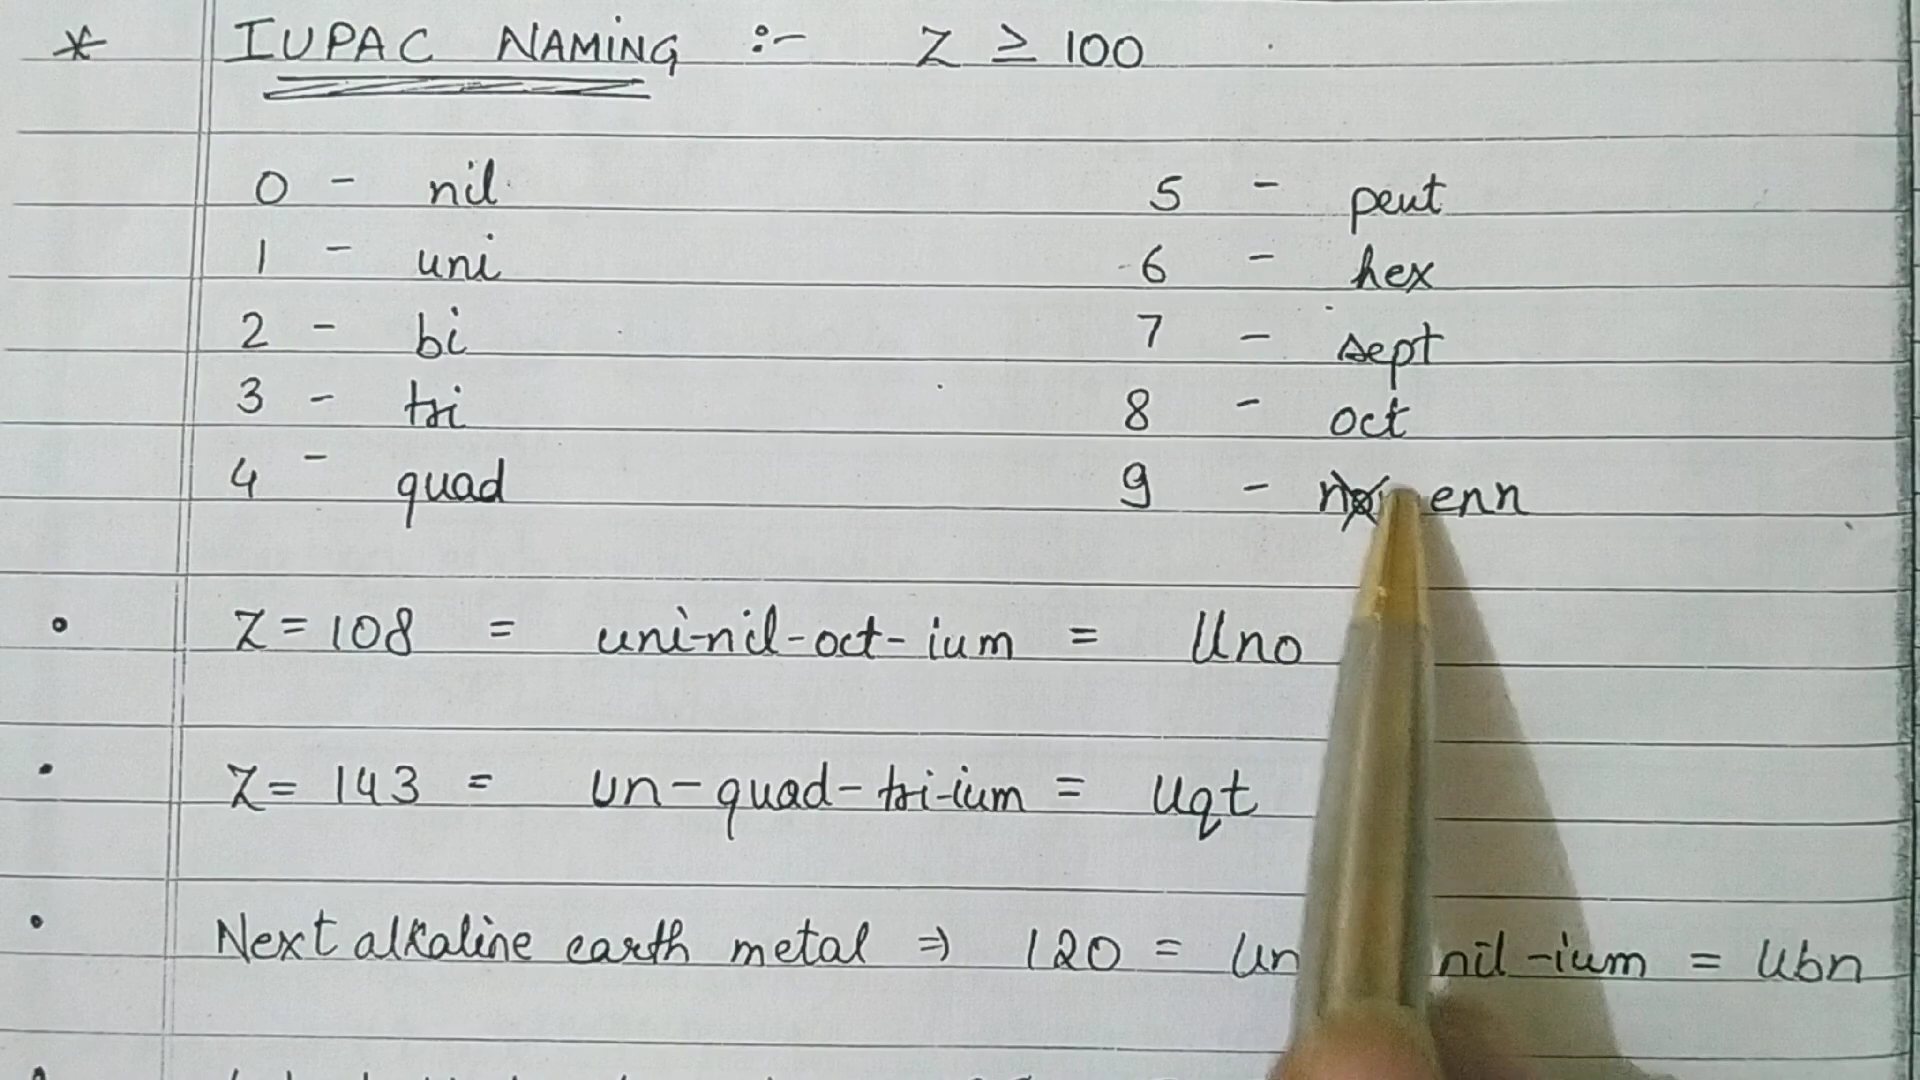 * IUPAC NAMING :- Z ≥ 100
0 - nil 5 - pent
1 - uni 6 - hex
2 - bi 7 - sept
3 - tri 8 - oct
4 - quad 9 - enn
• Z = 108 = uni-nil-oct-ium = Uno
• Z = 143 = un-quad-tri-ium = Uqt
• Next alkaline earth metal ⇒ 120 = Un nil-ium = Ubn